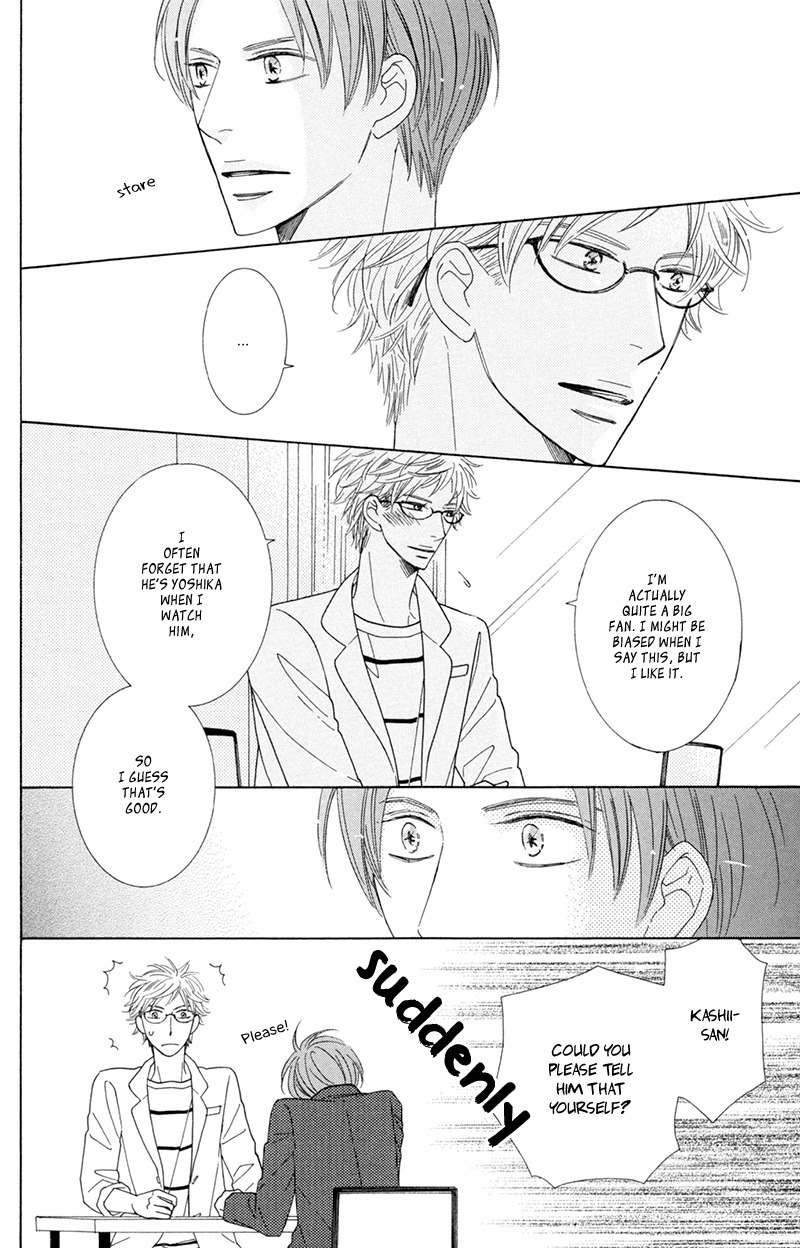 stare
...
I'M
ACTUALLY
QUITE A BIG
FAN. I MIGHT BE
BIASED WHEN I
SAY THIS, BUT
I LIKE IT.
I
OFTEN
FORGET THAT
HE'S YOSHIKA
WHEN I
WATCH
HIM,
SO
I GUESS
THAT'S
GOOD.
KASHII-
SAN!
COULD YOU
PLEASE TELL
HIM THAT
YOURSELF?
suddenly
Please!